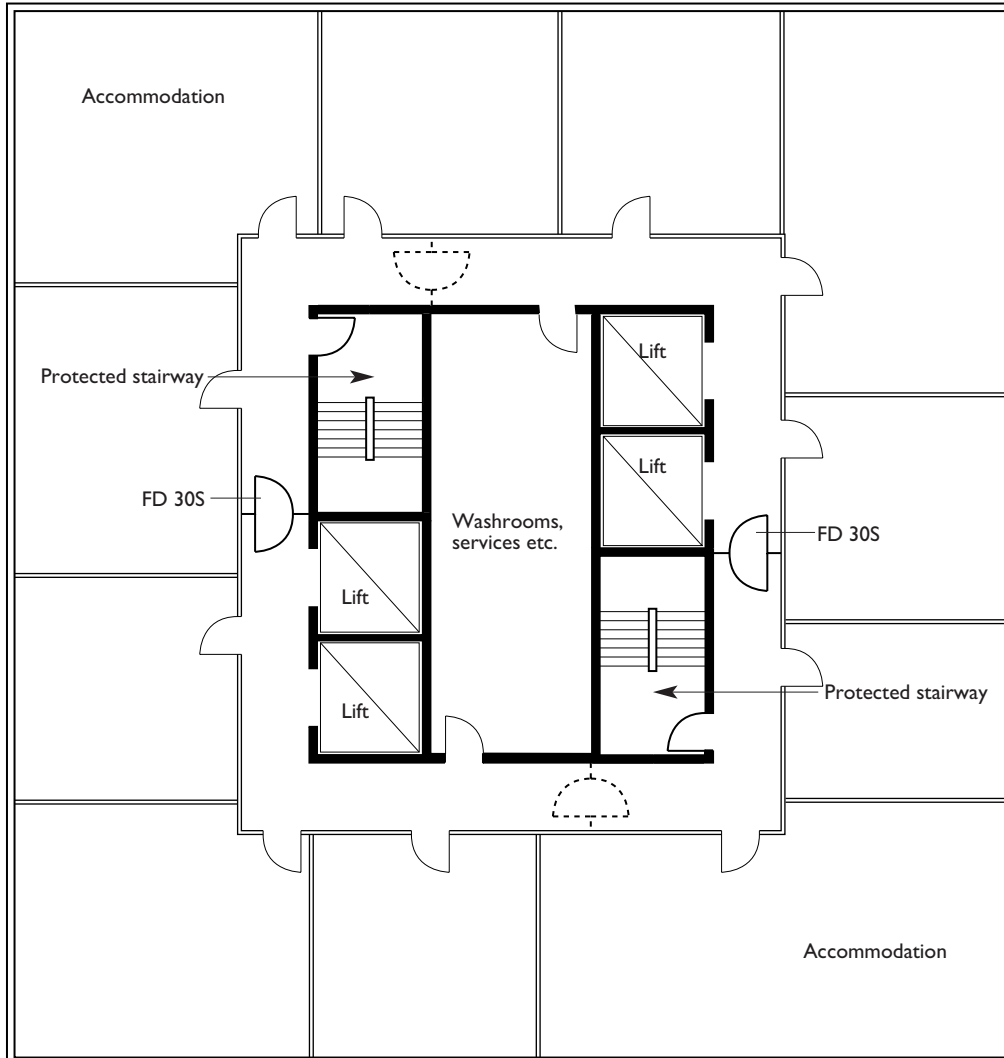 Accommodation
Lift
Protected stairway
Lift
FD 30S
Washrooms,
services etc.
FD 30S
Lift
Protected stairway
Lift
Accommodation